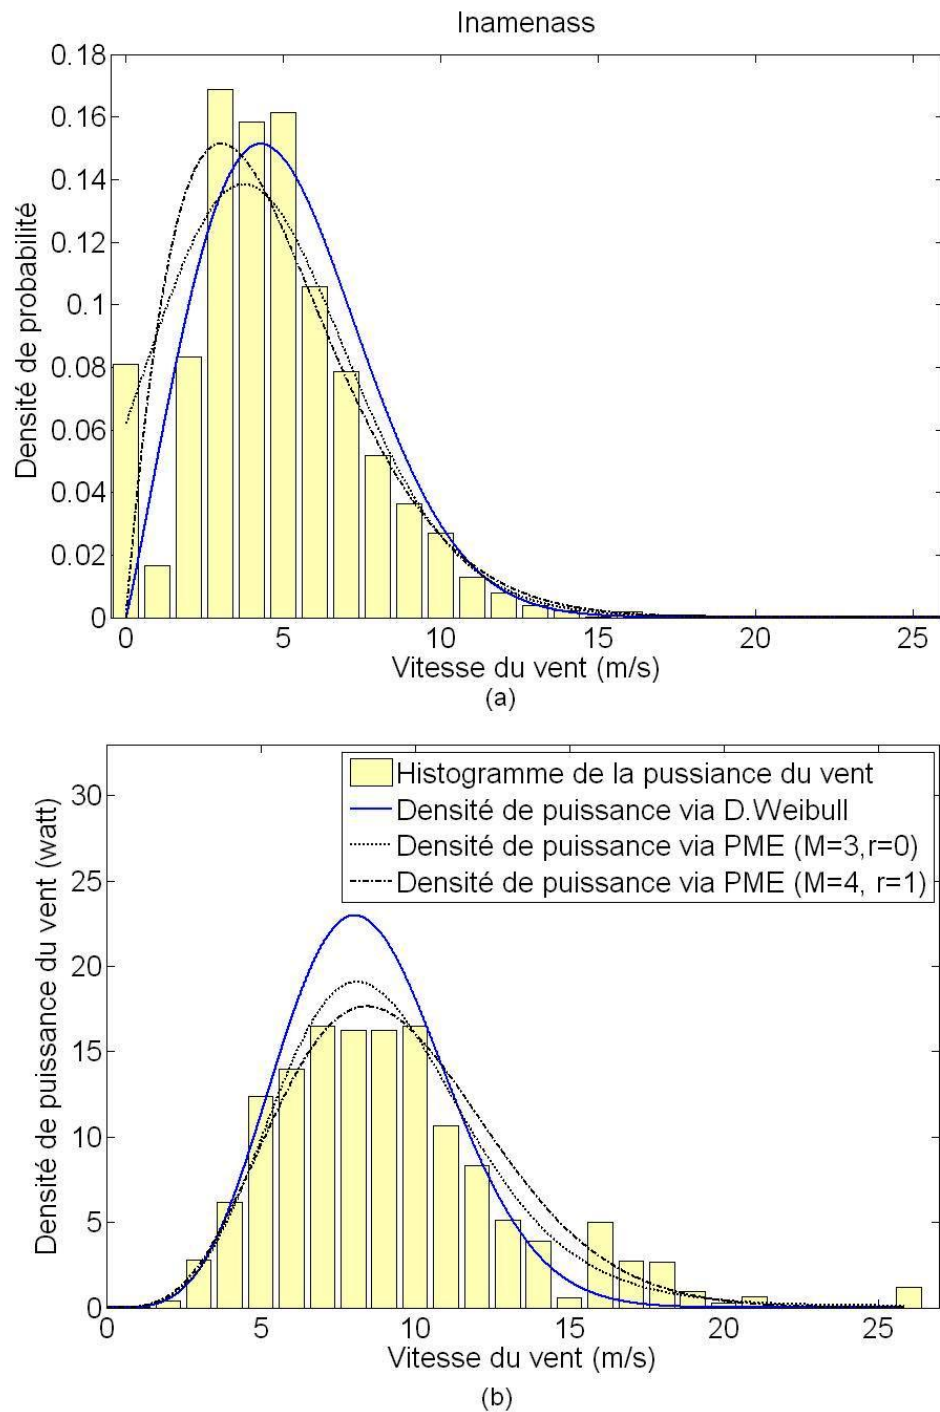 Inamenass
0.18
0.16
0.14
0.12
0.1
0.08
0.06
0.04
0.02
0
Densité de probabilité
0 5 10 15 20 25
Vitesse du vent (m/s)
(a)
Histogramme de la pussiance du vent
Densité de puissance via D.Weibull
Densité de puissance via PME (M=3,r=0)
Densité de puissance via PME (M=4, r=1)
30
25
20
15
10
5
0
Densité de puissance du vent (watt)
0 5 10 15 20 25
Vitesse du vent (m/s)
(b)